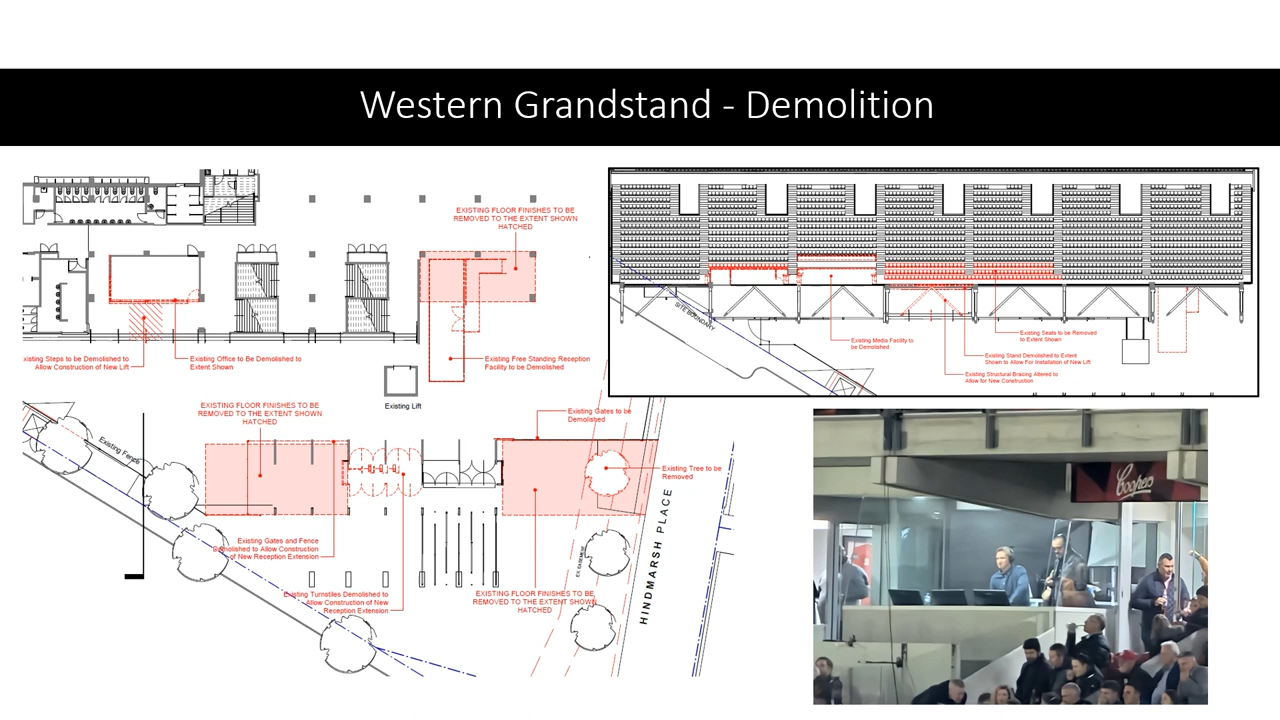 Western Grandstand - Demolition
EXISTING FLOOR FINISHES TO BE
REMOVED TO THE EXTENT SHOWN
HATCHED
xisting Steps to be Demolished to
Allow Construction of New Lift
Existing Office to Be Demolished to
Extent Shown
Existing Free Standing Reception
Facility to be Demolished
Existing Lift
EXISTING FLOOR FINISHES TO BE
REMOVED TO THE EXTENT SHOWN
HATCHED
Existing Gates to be
Demolished
Existing Fence
Existing Tree to be
Removed
Existing Gates and Fence
Demolished to Allow Construction
of New Reception Extension
Existing Turnstiles Demolished to
Allow Construction of New
Reception Extension
EXISTING FLOOR FINISHES TO BE
REMOVED TO THE EXTENT SHOWN
HATCHED
EX. EASEMENT
HINDMARSH PLACE
SITE BOUNDARY
Existing Media Facility to
be Demolished
Existing Seats to be Removed
to Extent Shown
Existing Stand Demolished to Extent
Shown to Allow For Installation of New Lift
Existing Structural Bracing Altered to
Allow for New Construction
Coopers